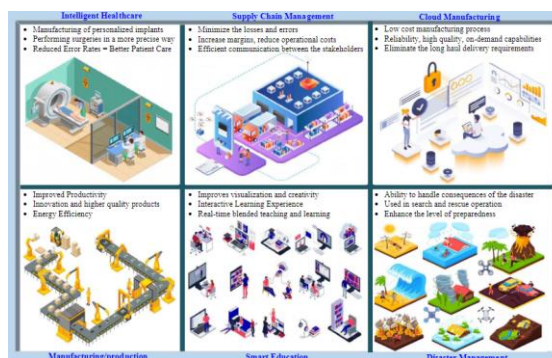 Intelligent Healthcare
• Manufacturing of personalized implants
• Performing surgeries in a more precise way
• Reduced Error Rates = Better Patient Care
Supply Chain Management
• Minimize the losses and errors
• Increase margins, reduce operational costs
• Efficient communication between the stakeholders
Cloud Manufacturing
• Low cost manufacturing process
• Reliability, high quality, on-demand capabilities
• Eliminate the long haul delivery requirements
• Improved Productivity
• Innovation and higher quality products
• Energy Efficiency
Manufacturing/production
• Improves visualization and creativity
• Interactive Learning Experience
• Real-time blended teaching and learning
Smart Education
• Ability to handle consequences of the disaster
• Used in search and rescue operation
• Enhance the level of preparedness
Disaster Management